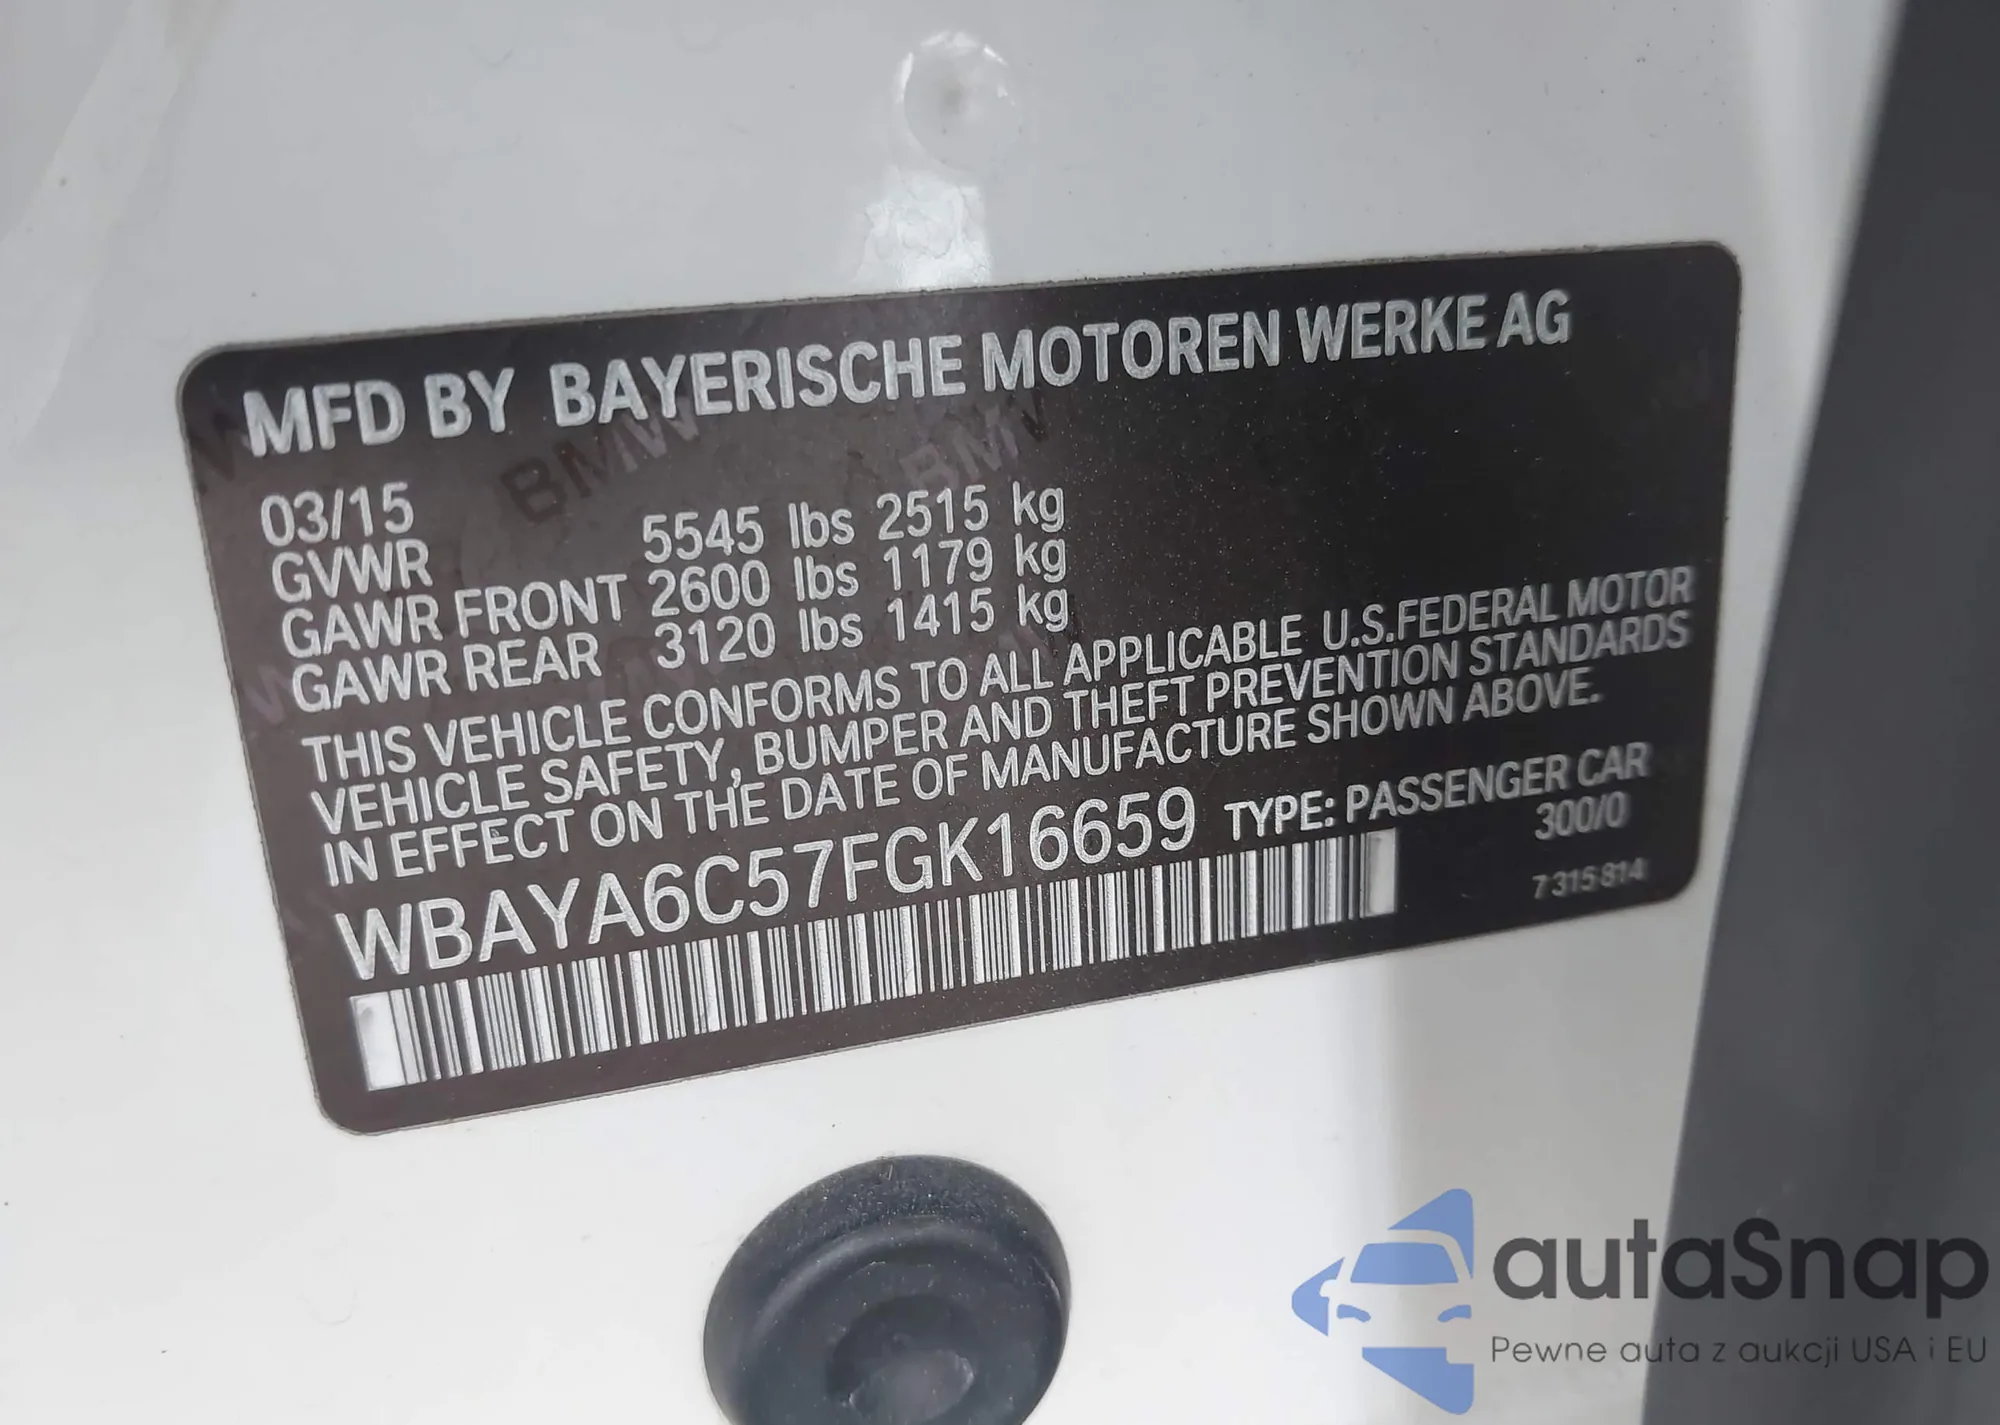 MFD BY BAYERISCHE MOTOREN WERKE AG
03/15
GVWR 5545 lbs 2515 kg
GAWR FRONT 2600 lbs 1179 kg
GAWR REAR 3120 lbs 1415 kg
THIS VEHICLE CONFORMS TO ALL APPLICABLE U.S.FEDERAL MOTOR
VEHICLE SAFETY, BUMPER AND THEFT PREVENTION STANDARDS
IN EFFECT ON THE DATE OF MANUFACTURE SHOWN ABOVE.
WBAYA6C57FGK16659 TYPE: PASSENGER CAR
300/0
7 315 814
BMW BMW
autaSnap
Pewne auta z aukcji USA i EU